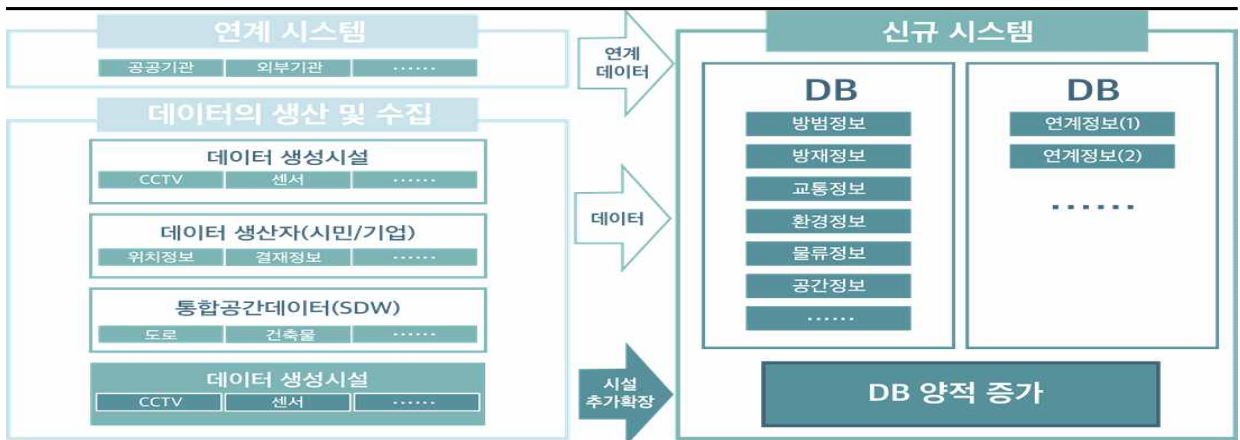 연계 시스템
공공기관 외부기관 ······
데이터의 생산 및 수집
데이터 생성시설
CCTV 센서 ······
데이터 생산자(시민/기업)
위치정보 결재정보 ······
통합공간데이터(SDW)
도로 건축물 ······
데이터 생성시설
CCTV 센서 ······
연계
데이터
데이터
시설
추가확장
신규 시스템
DB
방범정보
방재정보
교통정보
환경정보
물류정보
공간정보
······
DB
연계정보(1)
연계정보(2)
······
DB 양적 증가